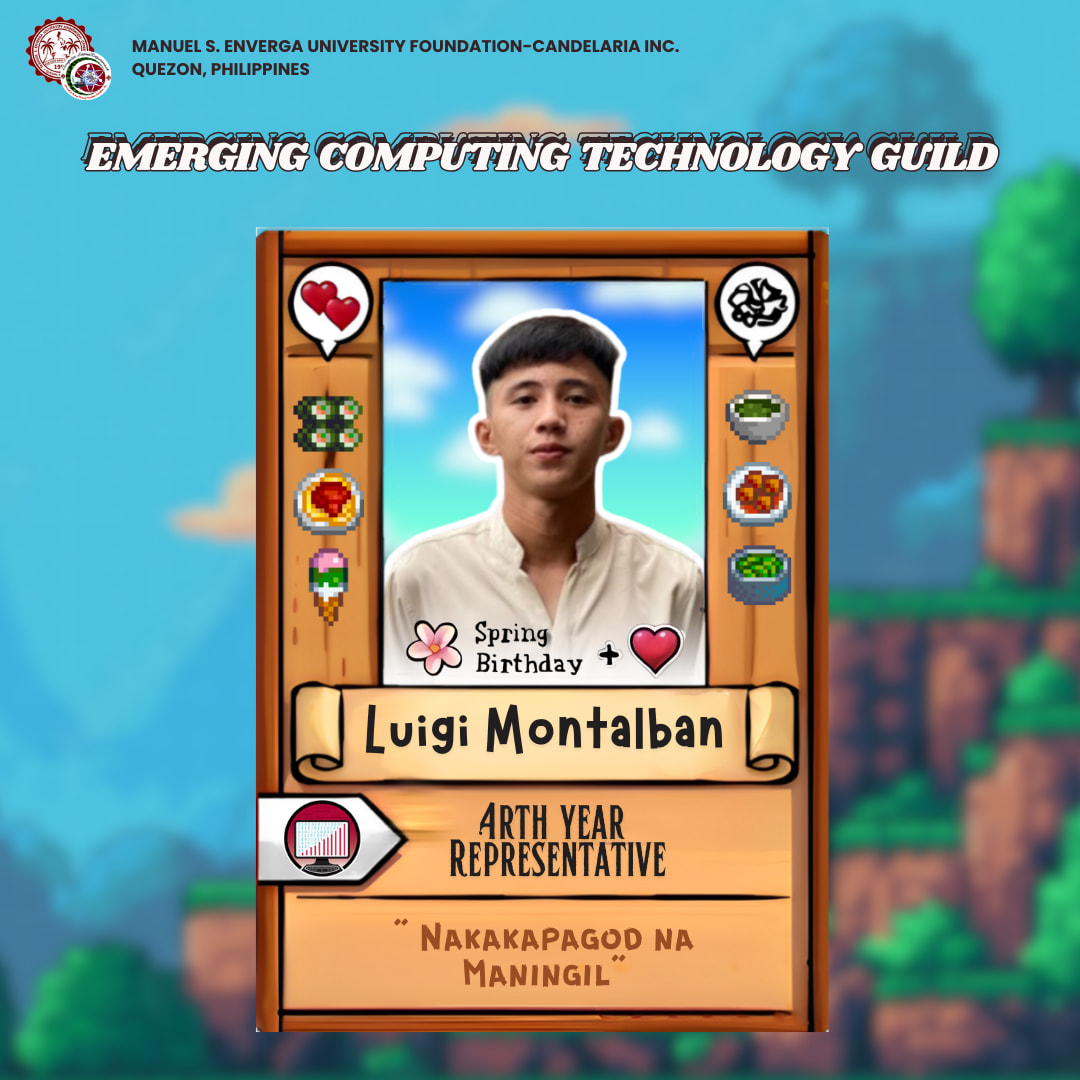 MANUEL S. ENVERGA UNIVERSITY FOUNDATION-CANDELARIA INC.
QUEZON, PHILIPPINES
EMERGING COMPUTING TECHNOLOGY GUILD
Spring
Birthday +
Luigi Montalban
4RTH YEAR
REPRESENTATIVE
" NAKAKAPAGOD NA
MANINGIL"